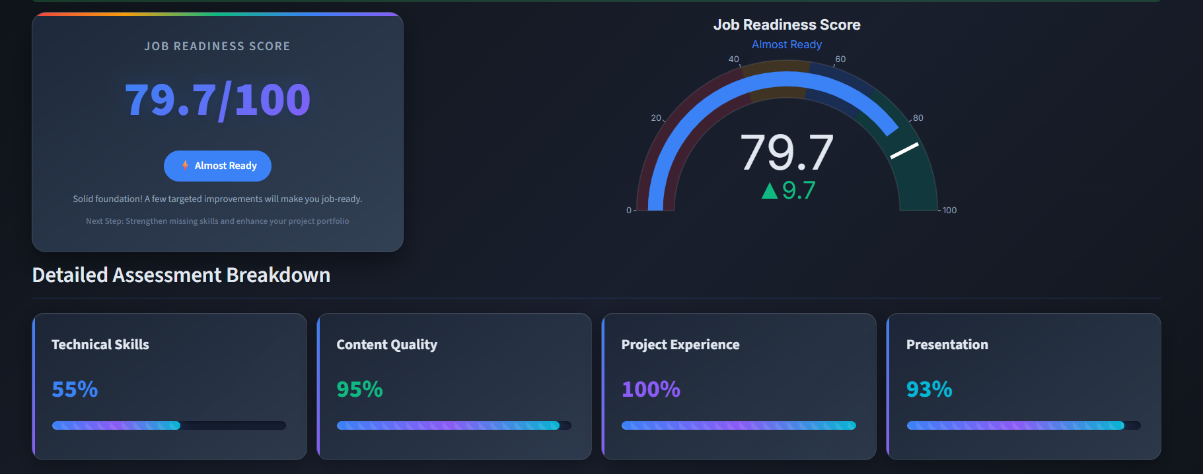 JOB READINESS SCORE
79.7/100
Almost Ready
Solid foundation! A few targeted improvements will make you job-ready.
Next Step: Strengthen missing skills and enhance your project portfolio
Job Readiness Score
Almost Ready
0
20
40
60
80
100
79.7
▲9.7
Detailed Assessment Breakdown
Technical Skills
55%
Content Quality
95%
Project Experience
100%
Presentation
93%